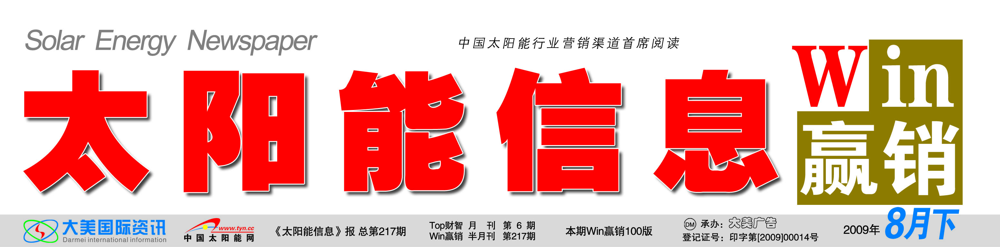 Solar Energy Newspaper
中国太阳能行业营销渠道首席阅读
太阳能信息
Win
赢销
大美国际资讯
Darmei international information
www.tyn.cc
中国太阳能网
《太阳能信息》报 总第217期
Top财智 月 刊 第 6 期
Win赢销 半月刊 第217期
本期Win赢销100版
DM 承办：大美广告
登记证号：印字第[2009]00014号
2009年 8月下